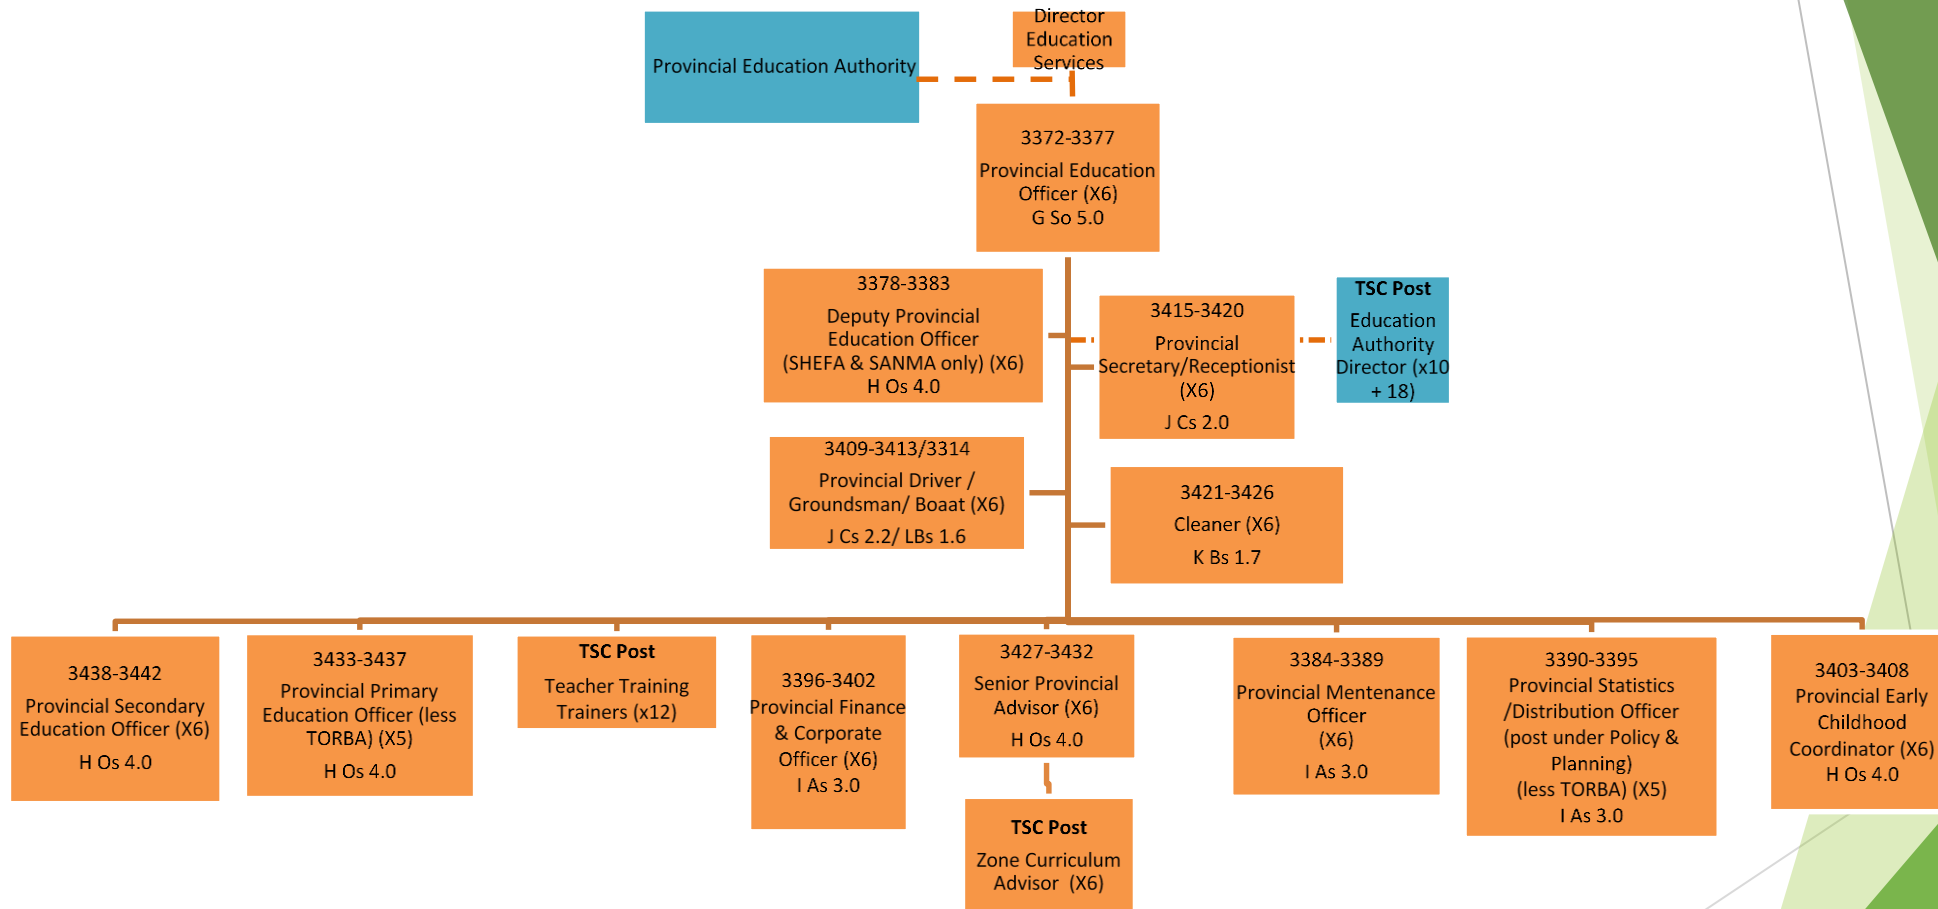 Provincial Education Authority
Director
Education
Services
3372-3377
Provincial Education
Officer (X6)
G So 5.0
3378-3383
Deputy Provincial
Education Officer
(SHEFA & SANMA only) (X6)
H Os 4.0
3415-3420
Provincial
Secretary/Receptionist
(X6)
J Cs 2.0
TSC Post
Education
Authority
Director (x10
+ 18)
3409-3413/3314
Provincial Driver /
Groundsman/ Boaat (X6)
J Cs 2.2/ LBs 1.6
3421-3426
Cleaner (X6)
K Bs 1.7
3438-3442
Provincial Secondary
Education Officer (X6)
H Os 4.0
3433-3437
Provincial Primary
Education Officer (less
TORBA) (X5)
H Os 4.0
TSC Post
Teacher Training
Trainers (x12)
3396-3402
Provincial Finance
& Corporate
Officer (X6)
I As 3.0
3427-3432
Senior Provincial
Advisor (X6)
H Os 4.0
TSC Post
Zone Curriculum
Advisor (X6)
3384-3389
Provincial Mentenance
Officer
(X6)
I As 3.0
3390-3395
Provincial Statistics
/Distribution Officer
(post under Policy &
Planning)
(less TORBA) (X5)
I As 3.0
3403-3408
Provincial Early
Childhood
Coordinator (X6)
H Os 4.0